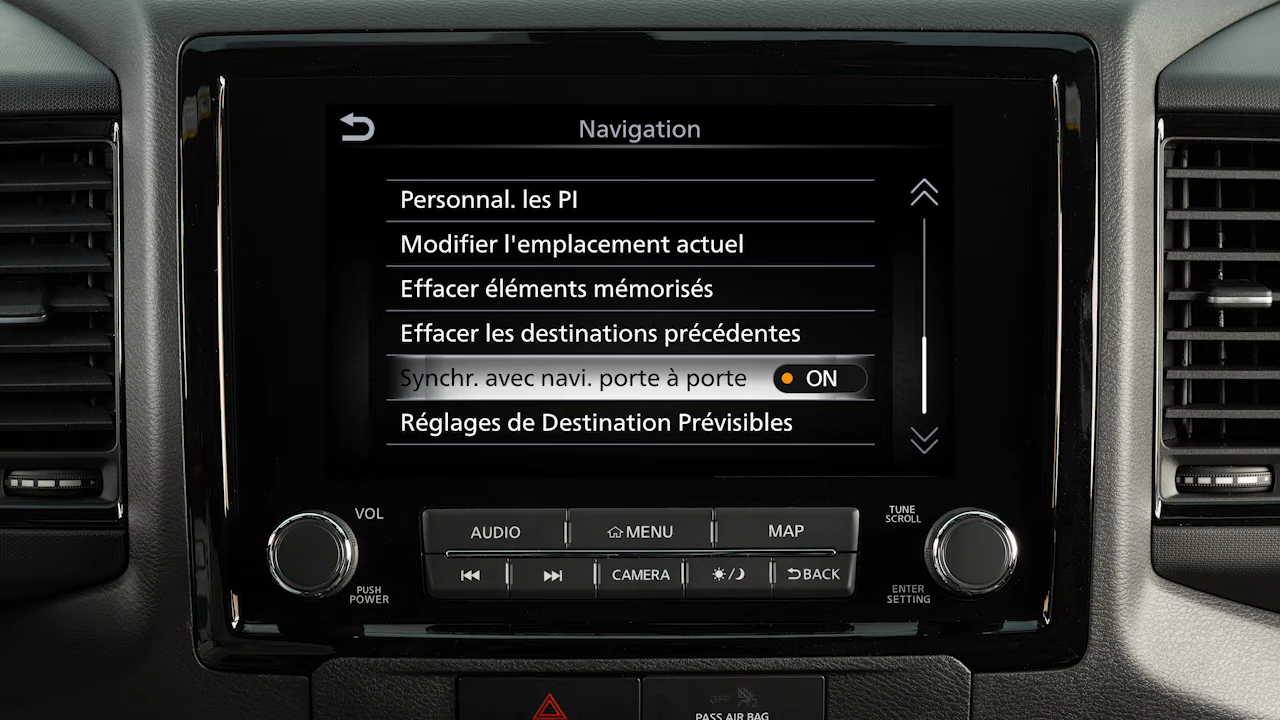 Navigation
Personnal. les PI
Modifier l'emplacement actuel
Effacer éléments mémorisés
Effacer les destinations précédentes
Synchr. avec navi. porte à porte ON
Réglages de Destination Prévisibles
VOL
AUDIO
MENU
MAP
TUNE
SCROLL
CAMERA
BACK
PUSH
POWER
ENTER
SETTING
OFF
PASS AIR BAG